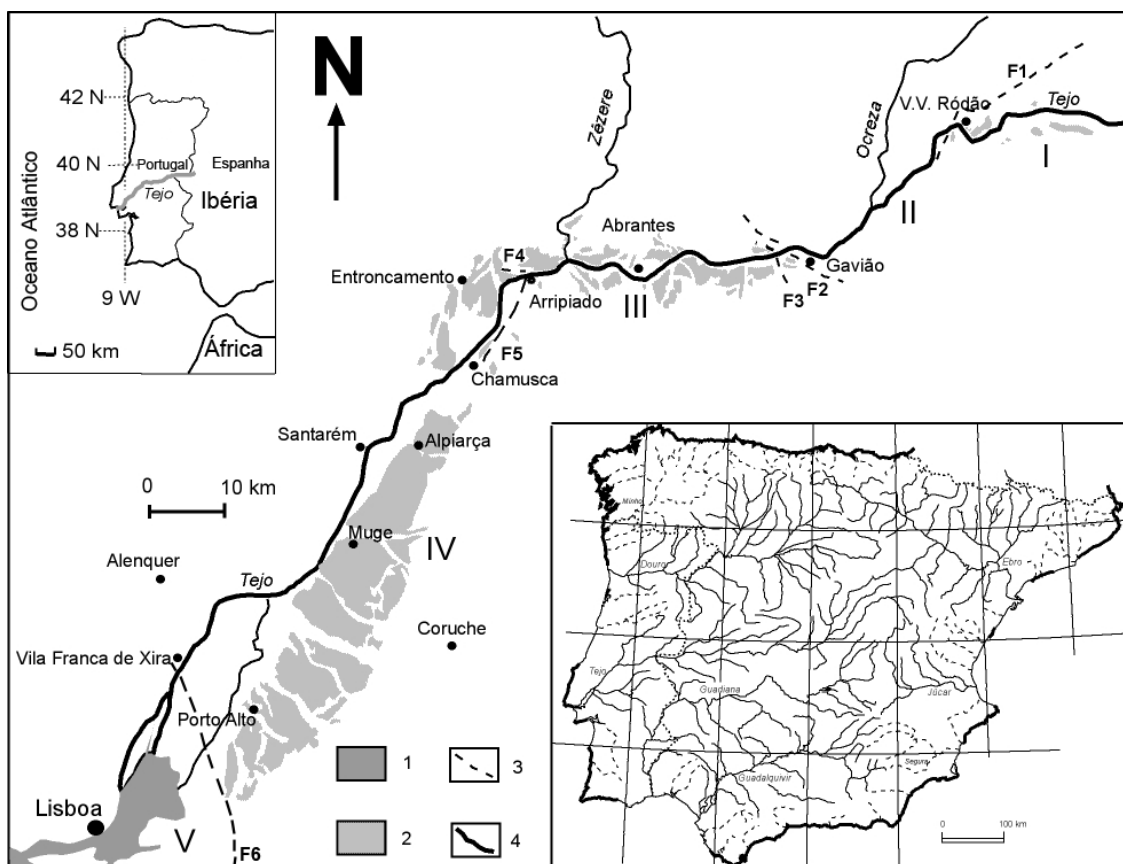 42 N
40 N
38 N
9 W
Oceano Atlântico
Portugal
Espanha
Tejo
Ibéria
África
50 km
N
Zêzere
Ocreza
F1
V.V. Ródão
Tejo
I
II
Abrantes
F4
Entroncamento
Arripiado
III
Gavião
F3
F2
F5
Chamusca
Santarém
Alpiarça
0 10 km
Muge
IV
Alenquer
Tejo
Coruche
Vila Franca de Xira
Porto Alto
Lisboa
V
F6
1
2
3
4
Minho
Douro
Ebro
Tejo
Guadiana
Júcar
Segura
Guadalquivir
0 100 km